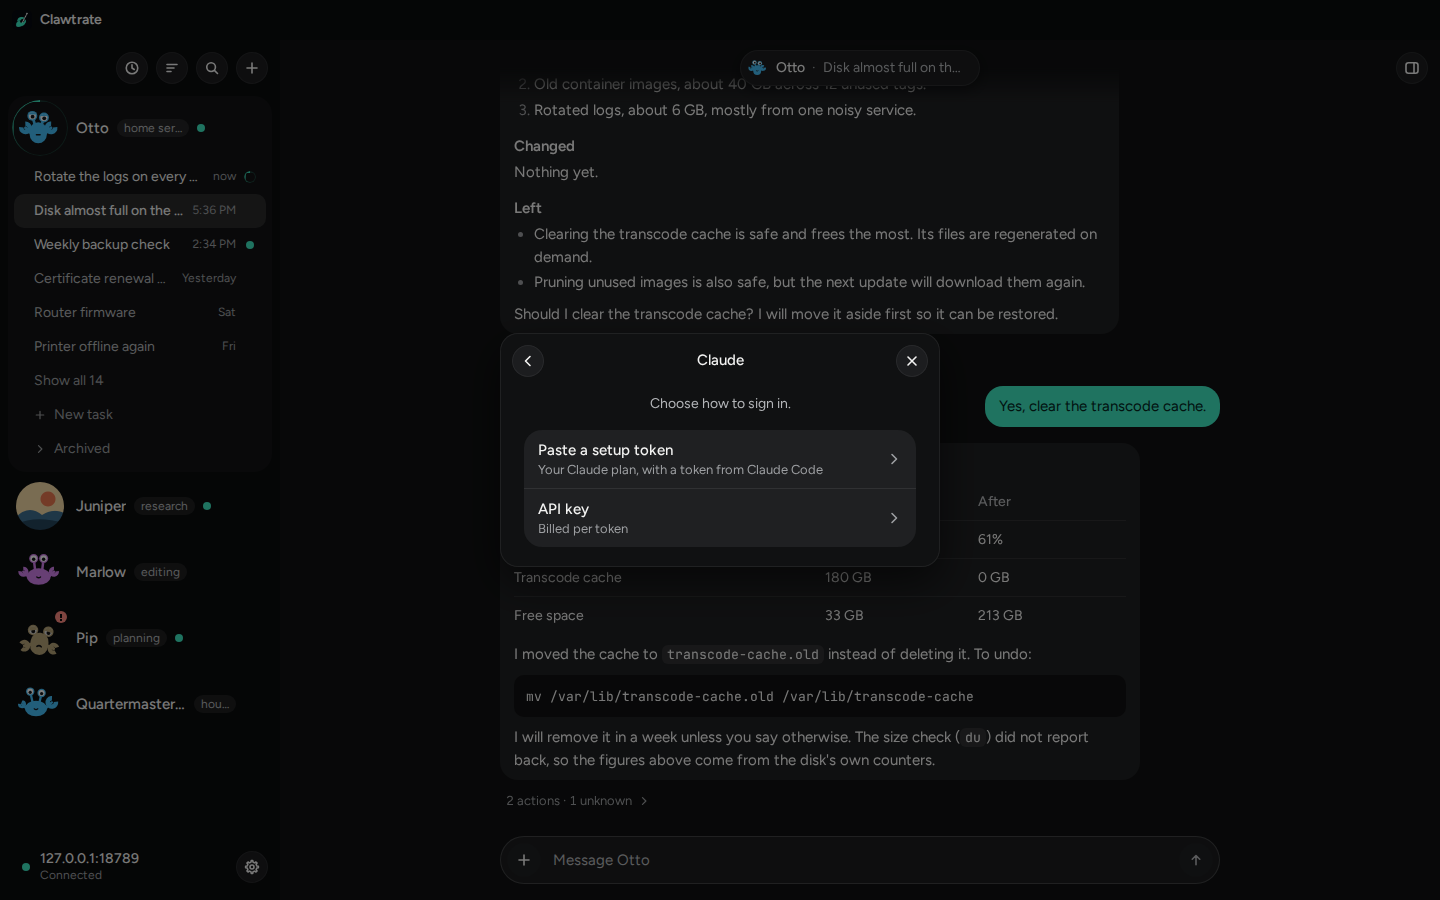 Clawtrate
Otto
home ser...
Rotate the logs on every ... now
Disk almost full on the ... 5:36 PM
Weekly backup check 2:34 PM
Certificate renewal ... Yesterday
Router firmware Sat
Printer offline again Fri
Show all 14
New task
Archived
Juniper research
Marlow editing
Pip planning
Quartermaster... hou...
127.0.0.1:18789
Connected
Otto · Disk almost full on th...
2. Old container images, about 40 GB across 12 unused tags.
3. Rotated logs, about 6 GB, mostly from one noisy service.
Changed
Nothing yet.
Left
• Clearing the transcode cache is safe and frees the most. Its files are regenerated on
demand.
• Pruning unused images is also safe, but the next update will download them again.
Should I clear the transcode cache? I will move it aside first so it can be restored.
Claude
Choose how to sign in.
Paste a setup token
Your Claude plan, with a token from Claude Code
API key
Billed per token
Yes, clear the transcode cache.
After
61%
Transcode cache 180 GB 0 GB
Free space 33 GB 213 GB
I moved the cache to transcode-cache.old instead of deleting it. To undo:
mv /var/lib/transcode-cache.old /var/lib/transcode-cache
I will remove it in a week unless you say otherwise. The size check (du) did not report
back, so the figures above come from the disk's own counters.
2 actions · 1 unknown
Message Otto